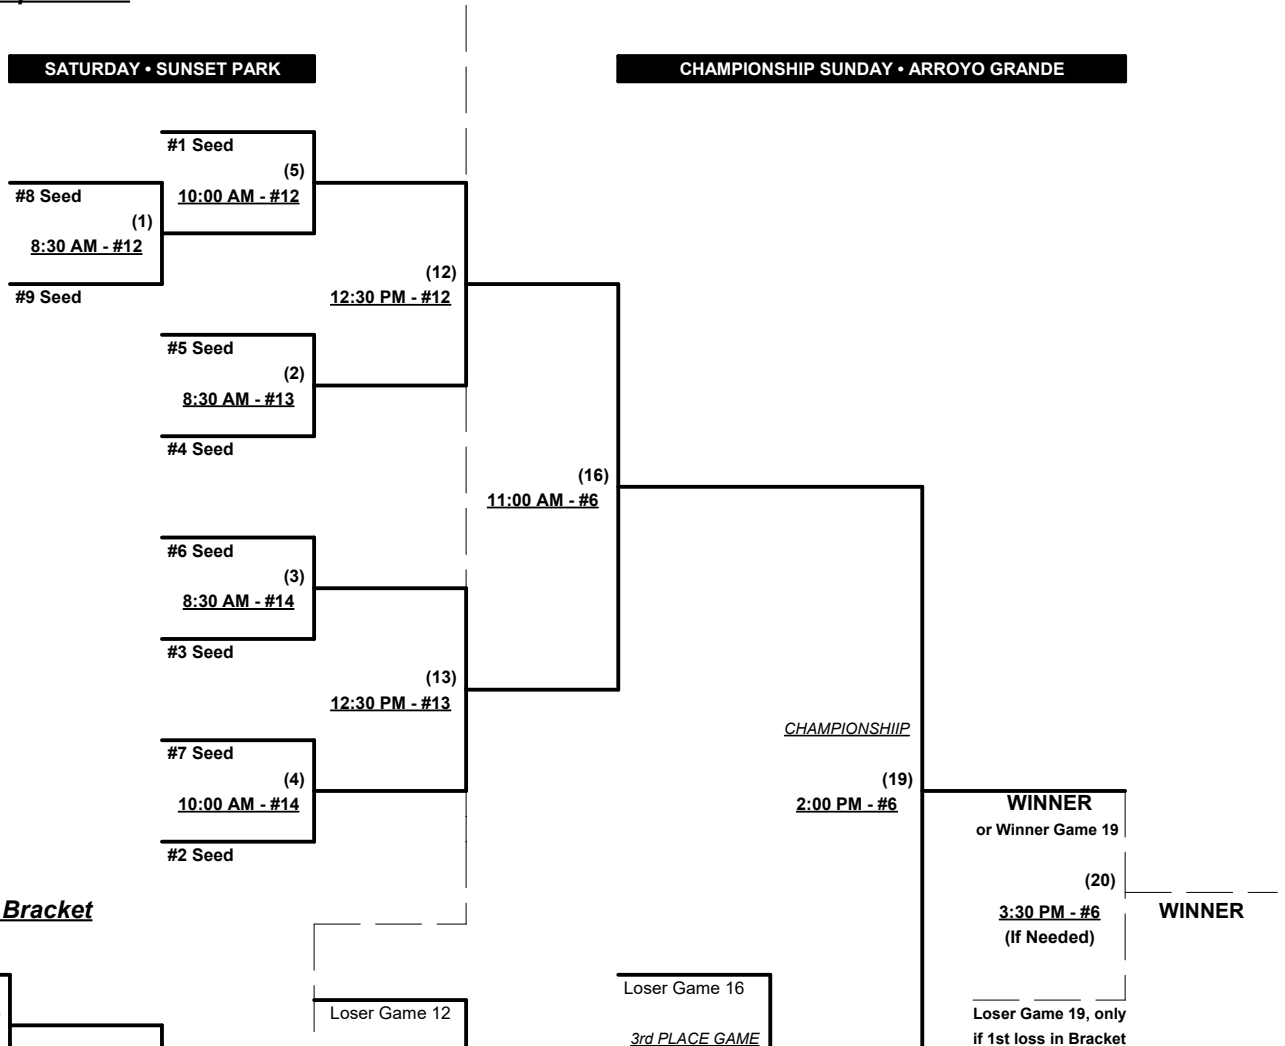 SATURDAY • SUNSET PARK
CHAMPIONSHIP SUNDAY • ARROYO GRANDE
#1 Seed
(5)
#8 Seed
10:00 AM - #12
(1)
8:30 AM - #12
(12)
#9 Seed
12:30 PM - #12
#5 Seed
(2)
8:30 AM - #13
#4 Seed
(16)
11:00 AM - #6
#6 Seed
(3)
8:30 AM - #14
#3 Seed
(13)
12:30 PM - #13
CHAMPIONSHIIP
#7 Seed
(4)
(19)
10:00 AM - #14
2:00 PM - #6
WINNER
or Winner Game 19
#2 Seed
(20)
Bracket
3:30 PM - #6
WINNER
(If Needed)
Loser Game 16
Loser Game 12
Loser Game 19, only
3rd PLACE GAME
if 1st loss in Bracket